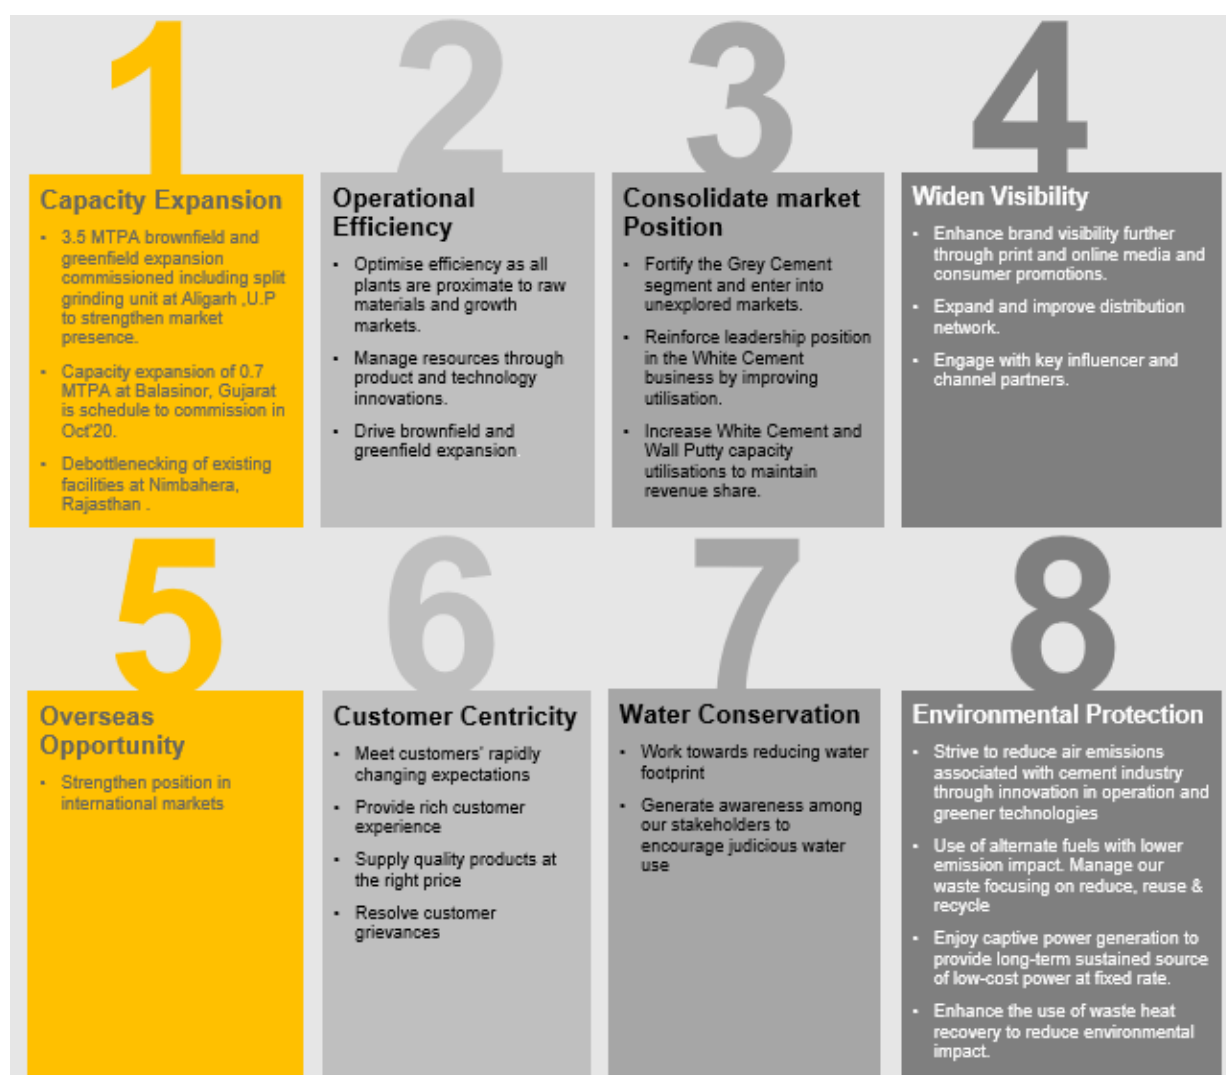 1
Capacity Expansion
▪ 3.5 MTPA brownfield and
greenfield expansion
commissioned including split
grinding unit at Aligarh ,U.P
to strengthen market
presence.
▪ Capacity expansion of 0.7
MTPA at Balasinor, Gujarat
is schedule to commission in
Oct'20.
▪ Debottlenecking of existing
facilities at Nimbahera,
Rajasthan .
2
Operational
Efficiency
▪ Optimise efficiency as all
plants are proximate to raw
materials and growth
markets.
▪ Manage resources through
product and technology
innovations.
▪ Drive brownfield and
greenfield expansion.
3
Consolidate market
Position
▪ Fortify the Grey Cement
segment and enter into
unexplored markets.
▪ Reinforce leadership position
in the White Cement
business by improving
utilisation.
▪ Increase White Cement and
Wall Putty capacity
utilisations to maintain
revenue share.
4
Widen Visibility
▪ Enhance brand visibility further
through print and online media and
consumer promotions.
▪ Expand and improve distribution
network.
▪ Engage with key influencer and
channel partners.
5
Overseas
Opportunity
▪ Strengthen position in
international markets
6
Customer Centricity
▪ Meet customers' rapidly
changing expectations
▪ Provide rich customer
experience
▪ Supply quality products at
the right price
▪ Resolve customer
grievances
7
Water Conservation
▪ Work towards reducing water
footprint
▪ Generate awareness among
our stakeholders to
encourage judicious water
use
8
Environmental Protection
▪ Strive to reduce air emissions
associated with cement industry
through innovation in operation and
greener technologies
▪ Use of alternate fuels with lower
emission impact. Manage our
waste focusing on reduce, reuse &
recycle
▪ Enjoy captive power generation to
provide long-term sustained source
of low-cost power at fixed rate.
▪ Enhance the use of waste heat
recovery to reduce environmental
impact.